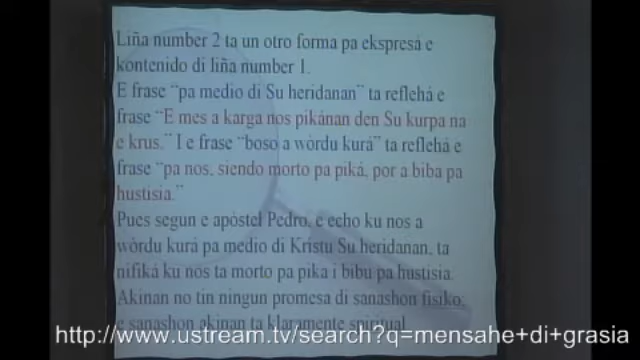 Liña number 2 ta un otro forma pa ekspresá e
kontenido di liña number 1.
E frase ¨pa medio di Su heridanan¨ ta reflehá e
frase ¨E mes a karga nos pikánan den Su kurpa na
e krus.¨ I e frase ¨boso a wòrdu kurá¨ ta reflehá e
frase ¨pa nos, siendo morto pa piká, por a biba pa
hustisia.¨
Pues segun e apòstel Pedro, e echo ku nos a
wòrdu kurá pa medio di Kristu Su heridanan, ta
nifiká ku nos ta morto pa pika i bibu pa hustisia.
Akinan no tin ningun promesa di sanashon fisiko;
e sanashon akinan ta klaramente spiritual
http://www.ustream.tv/search?q=mensahe+di+grasia